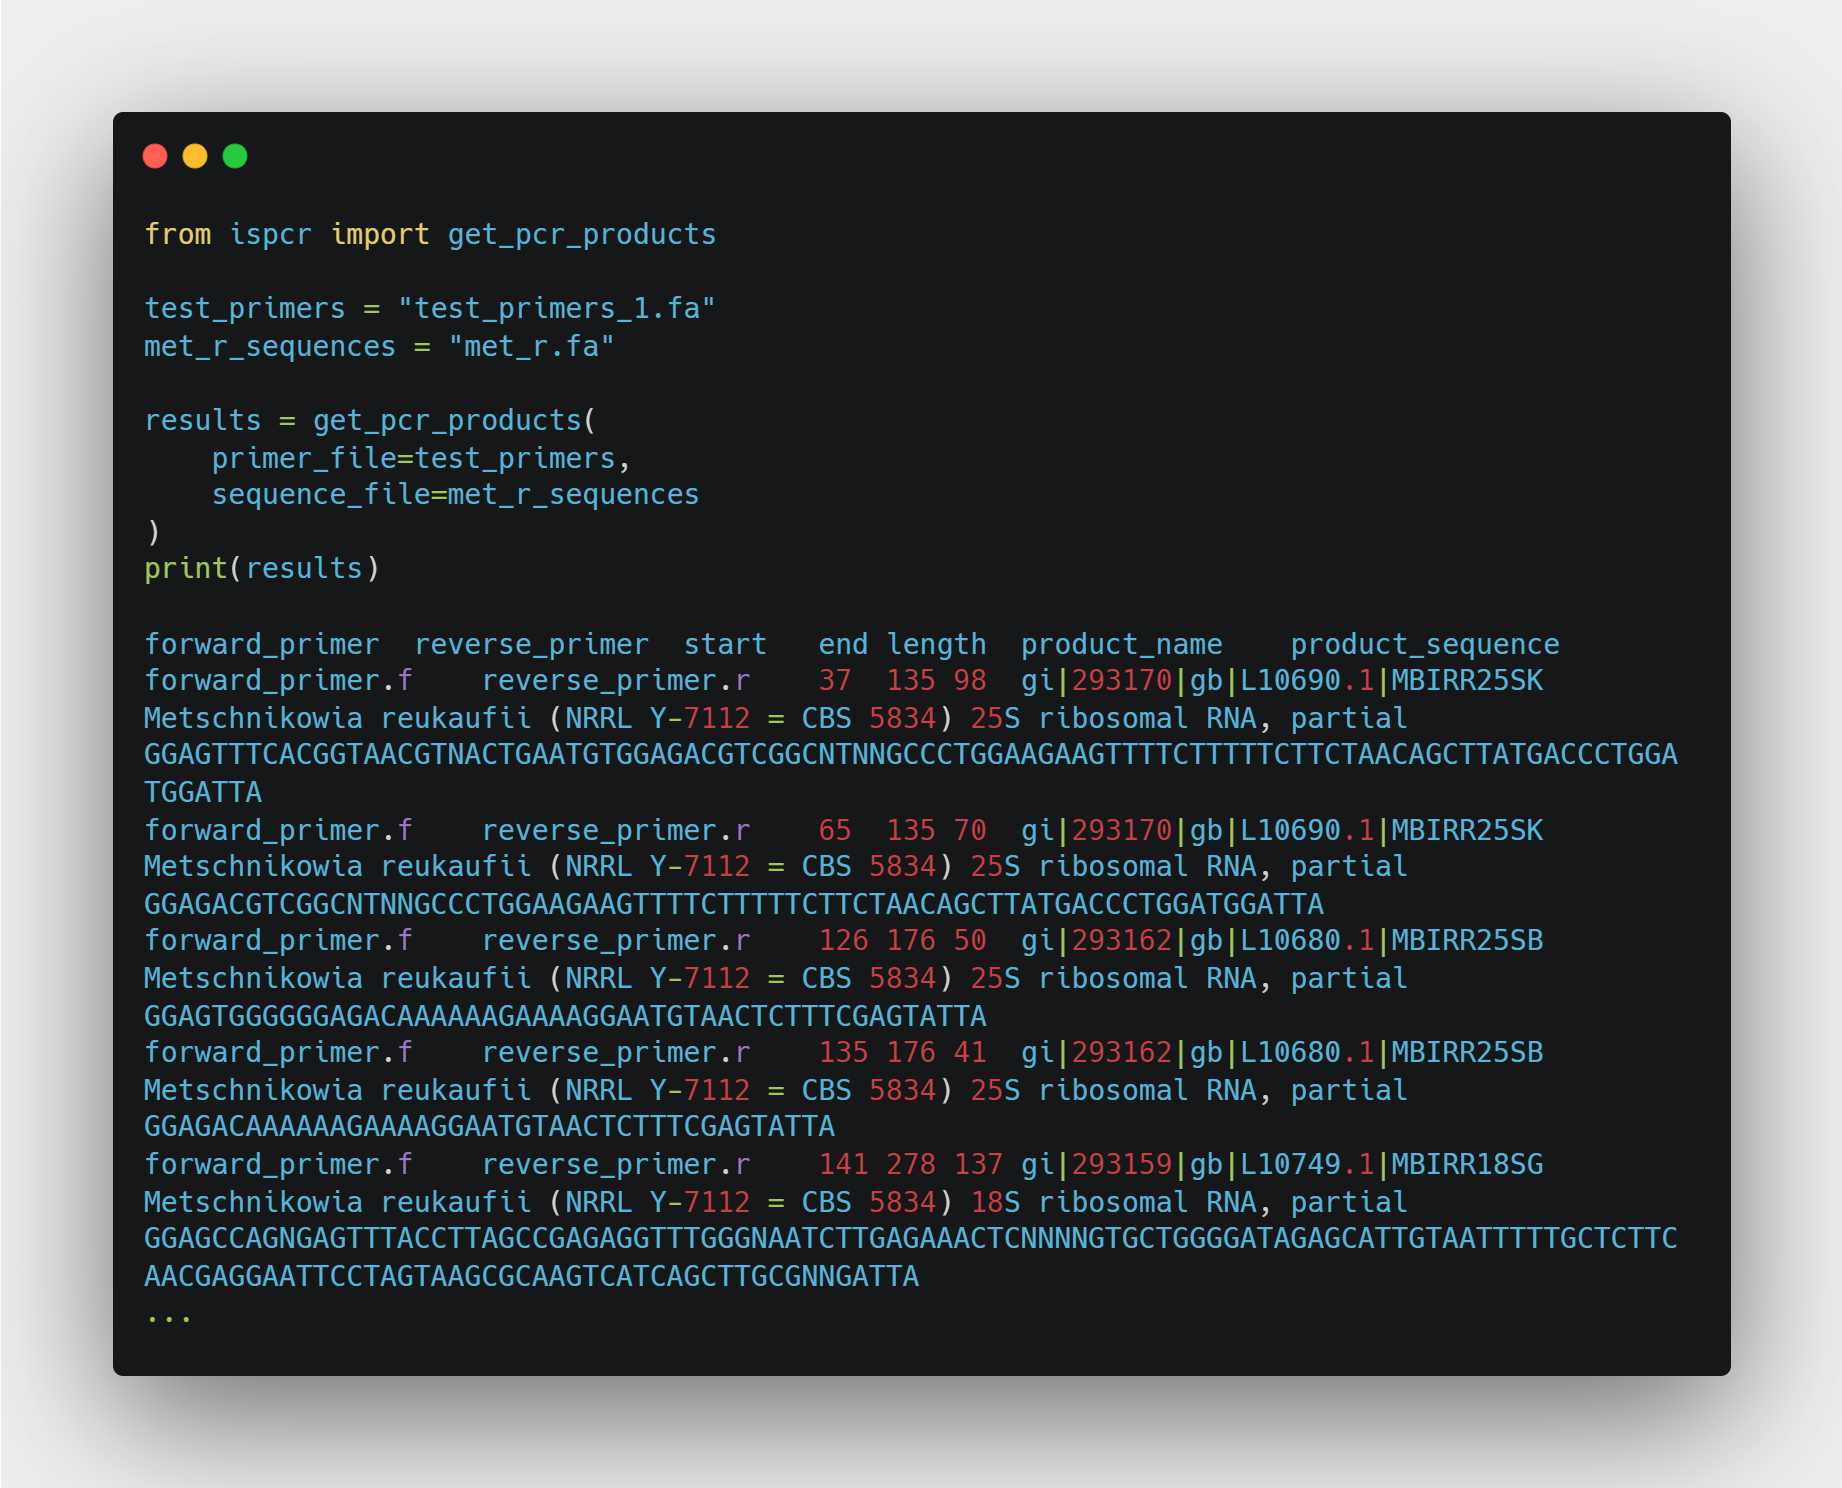 from ispcr import get_pcr_products

test_primers = "test_primers_1.fa"
met_r_sequences = "met_r.fa"

results = get_pcr_products(
    primer_file=test_primers,
    sequence_file=met_r_sequences
)
print(results)

forward_primer  reverse_primer  start   end length  product_name    product_sequence
forward_primer.f    reverse_primer.r    37  135 98  gi|293170|gb|L10690.1|MBIRR25SK
Metschnikowia reukaufii (NRRL Y-7112 = CBS 5834) 25S ribosomal RNA, partial
GGAGTTTCACGGTAACGTNACTGAATGTGGAGACGTCGGCNTNNGCCCTGGAAGAAGTTTTCTTTTTCTTCTAACAGCTTATGACCCTGGA
TGGATTA
forward_primer.f    reverse_primer.r    65  135 70  gi|293170|gb|L10690.1|MBIRR25SK
Metschnikowia reukaufii (NRRL Y-7112 = CBS 5834) 25S ribosomal RNA, partial
GGAGACGTCGGCNTNNGCCCTGGAAGAAGTTTTCTTTTTCTTCTAACAGCTTATGACCCTGGATGGATTA
forward_primer.f    reverse_primer.r    126 176 50  gi|293162|gb|L10680.1|MBIRR25SB
Metschnikowia reukaufii (NRRL Y-7112 = CBS 5834) 25S ribosomal RNA, partial
GGAGTGGGGGGAGACAAAAAAGAAAAGGAATGTAACTCTTTCGAGTATTA
forward_primer.f    reverse_primer.r    135 176 41  gi|293162|gb|L10680.1|MBIRR25SB
Metschnikowia reukaufii (NRRL Y-7112 = CBS 5834) 25S ribosomal RNA, partial
GGAGACAAAAAAGAAAAGGAATGTAACTCTTTCGAGTATTA
forward_primer.f    reverse_primer.r    141 278 137 gi|293159|gb|L10749.1|MBIRR18SG
Metschnikowia reukaufii (NRRL Y-7112 = CBS 5834) 18S ribosomal RNA, partial
GGAGCCAGNGAGTTTACCTTAGCCGAGAGGTTTGGGNAATCTTGAGAAACTCNNNNGTGCTGGGGATAGAGCATTGTAATTTTTGCTCTTC
AACGAGGAATTCCTAGTAAGCGCAAGTCATCAGCTTGCGNNGATTA
...